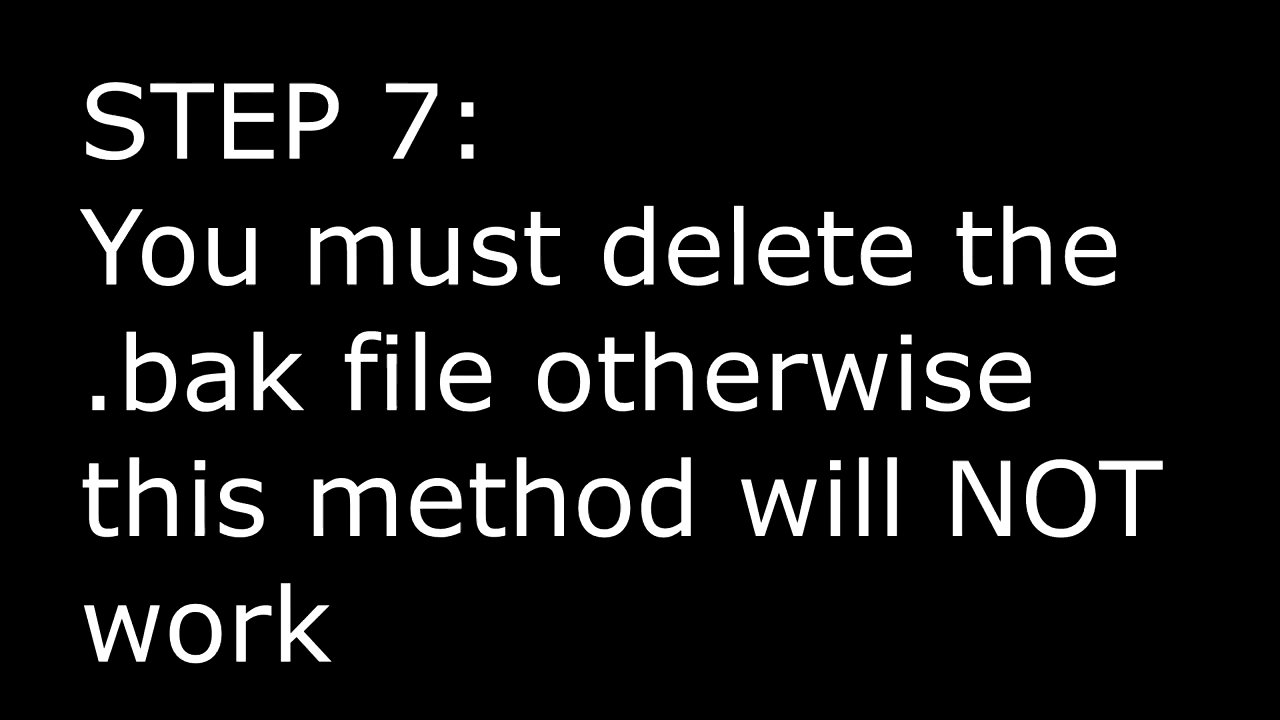 STEP 7:
You must delete the
.bak file otherwise
this method will NOT
work